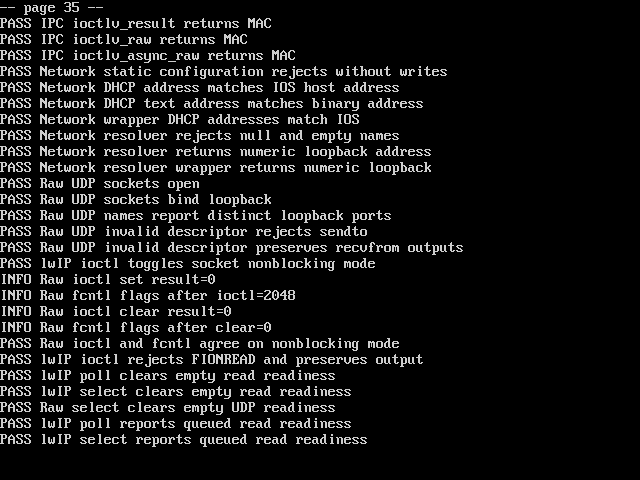 -- page 35 --
PASS IPC ioctlv_result returns MAC
PASS IPC ioctlv_raw returns MAC
PASS IPC ioctlv_async_raw returns MAC
PASS Network static configuration rejects without writes
PASS Network DHCP address matches IOS host address
PASS Network DHCP text address matches binary address
PASS Network wrapper DHCP addresses match IOS
PASS Network resolver rejects null and empty names
PASS Network resolver returns numeric loopback address
PASS Network resolver wrapper returns numeric loopback
PASS Raw UDP sockets open
PASS Raw UDP sockets bind loopback
PASS Raw UDP names report distinct loopback ports
PASS Raw UDP invalid descriptor rejects sendto
PASS Raw UDP invalid descriptor preserves recvfrom outputs
PASS lwIP ioctl toggles socket nonblocking mode
INFO Raw ioctl set result=0
INFO Raw fcntl flags after ioctl=2048
INFO Raw ioctl clear result=0
INFO Raw fcntl flags after clear=0
PASS Raw ioctl and fcntl agree on nonblocking mode
PASS lwIP ioctl rejects FIONREAD and preserves output
PASS lwIP poll clears empty read readiness
PASS lwIP select clears empty read readiness
PASS Raw select clears empty UDP readiness
PASS lwIP poll reports queued read readiness
PASS lwIP select reports queued read readiness